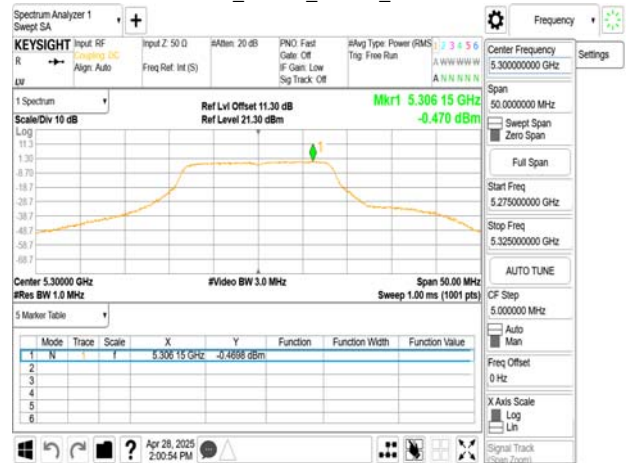 Spectrum Analyzer 1
Swept SA
+
Frequency
KEYSIGHT Input: RF Input Z: 50 Ω #Atten: 20 dB PNO: Fast #Avg Type: Power (RMS 1 2 3 4 5 6
R Coupling: DC Gate: Off Trig: Free Run A W W W W W
Align: Auto Freq Ref: Int (S) IF Gain: Low
LU Sig Track: Off A N N N N N
Center Frequency
5.300000000 GHz
Settings
Span
50.0000000 MHz
Swept Span
Zero Span
Full Span
Start Freq
5.275000000 GHz
Stop Freq
5.325000000 GHz
AUTO TUNE
CF Step
5.000000 MHz
Auto
Man
Freq Offset
0 Hz
X Axis Scale
Log
Lin
Signal Track
(Span Zoom)
1 Spectrum
Scale/Div 10 dB
Ref Lvl Offset 11.30 dB
Ref Level 21.30 dBm
Mkr1 5.306 15 GHz
-0.470 dBm
Log
11.3
1.30
-8.70
-18.7
-28.7
-38.7
-48.7
-58.7
-68.7
1
Center 5.30000 GHz #Video BW 3.0 MHz Span 50.00 MHz
#Res BW 1.0 MHz Sweep 1.00 ms (1001 pts)
5 Marker Table
Mode Trace Scale X Y Function Function Width Function Value
1 N 1 f 5.306 15 GHz -0.4698 dBm
2
3
4
5
6
? Apr 28, 2025
2:00:54 PM